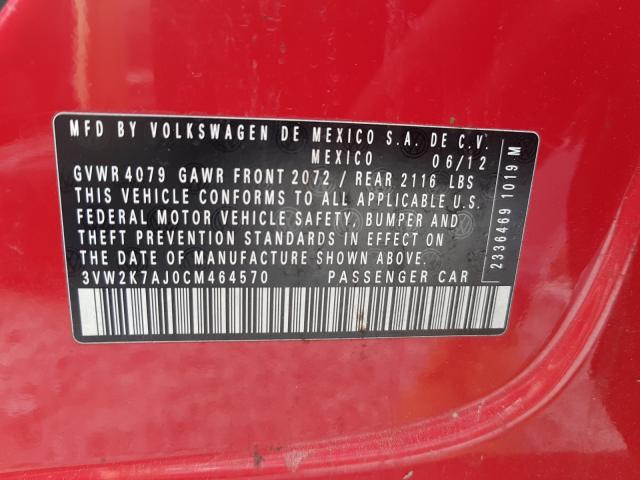 MFD BY VOLKSWAGEN DE MEXICO S.A. DE C.V.
MEXICO 06/12
GVWR 4079 GAWR FRONT 2072 / REAR 2116 LBS
THIS VEHICLE CONFORMS TO ALL APPLICABLE U.S.
FEDERAL MOTOR VEHICLE SAFETY, BUMPER AND
THEFT PREVENTION STANDARDS IN EFFECT ON
THE DATE OF MANUFACTURE SHOWN ABOVE.
3VW2K7AJ0CM464570 PASSENGER CAR
2336469 1019 M